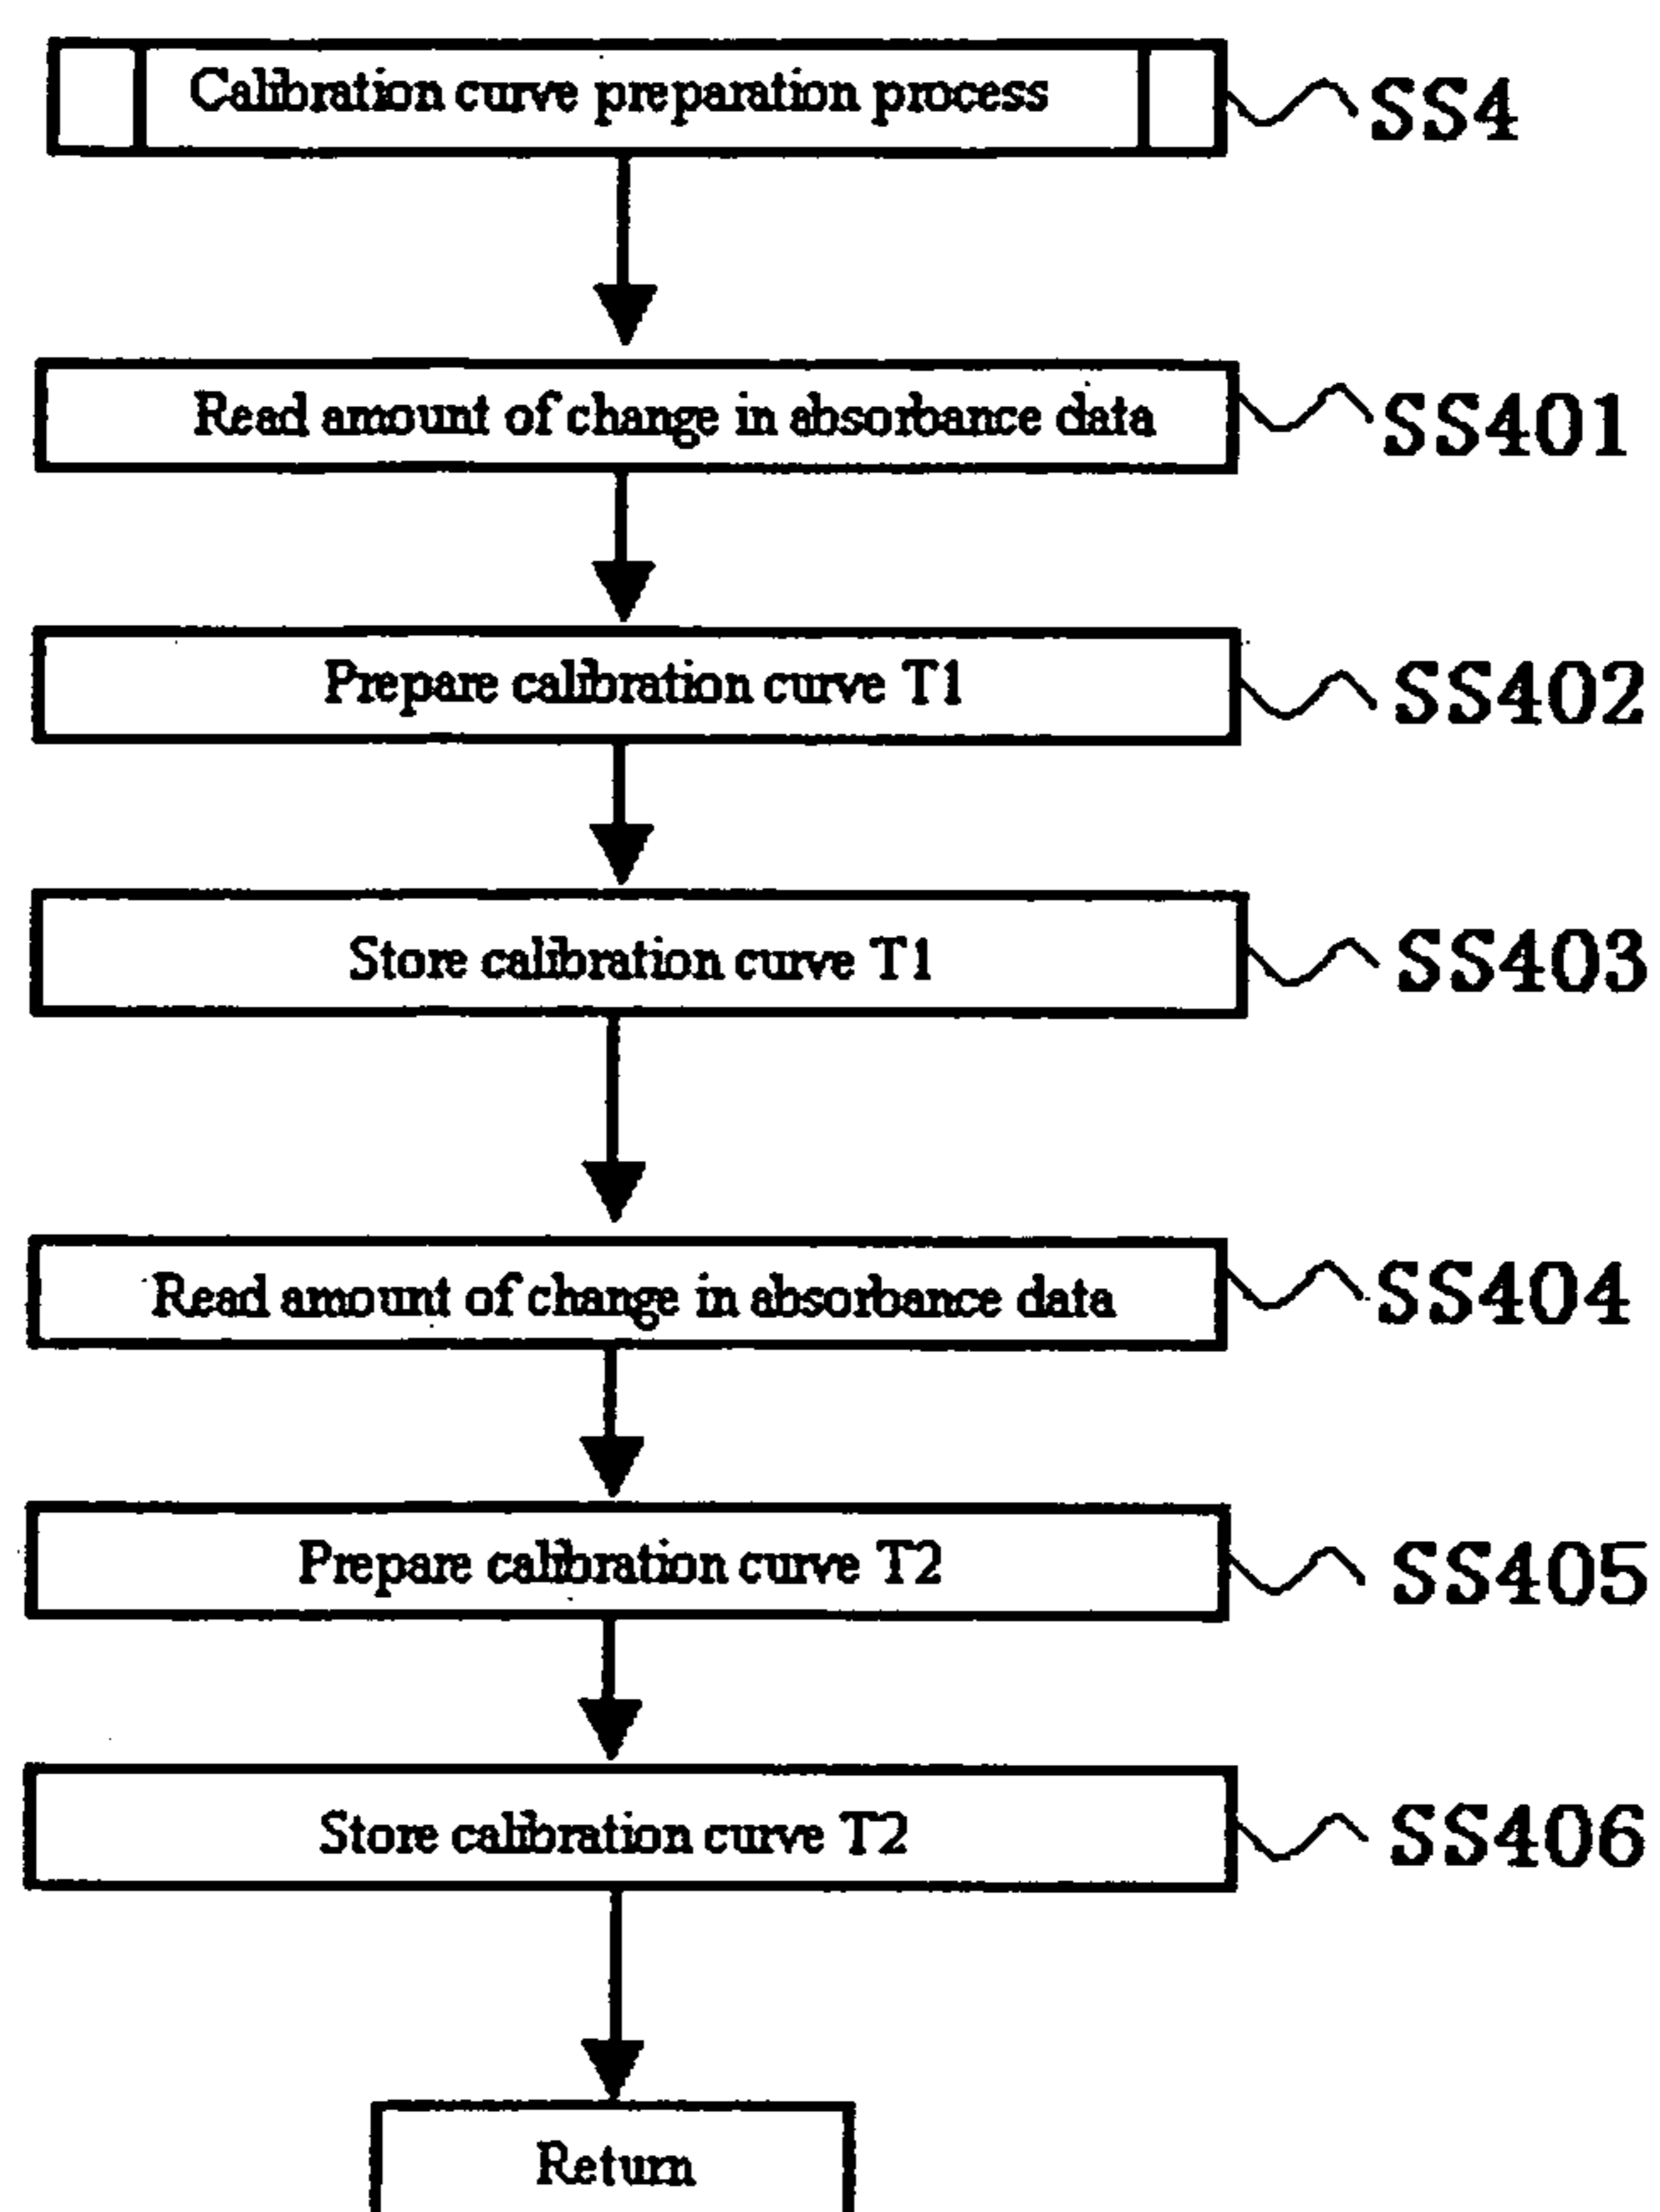 Calibration curve preparation process
SS4
Read amount of change in absorbance data
SS401
Prepare calibration curve T1
SS402
Store calibration curve T1
SS403
Read amount of change in absorbance data
SS404
Prepare calibration curve T2
SS405
Store calibration curve T2
SS406
Return